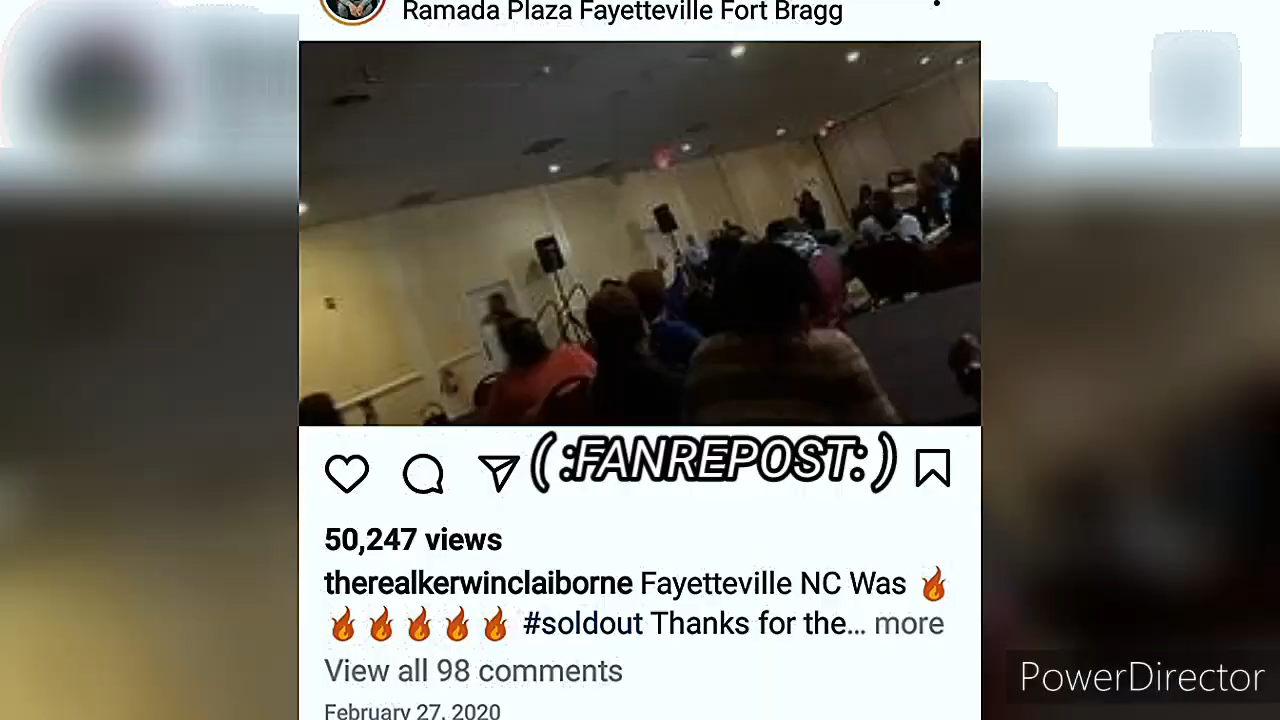 Ramada Plaza Fayetteville Fort Bragg
(:FANREPOST:)
50,247 views
therealkerwinclaiborne Fayetteville NC Was 🔥
🔥🔥🔥🔥🔥 #soldout Thanks for the... more
View all 98 comments
February 27, 2020
PowerDirector